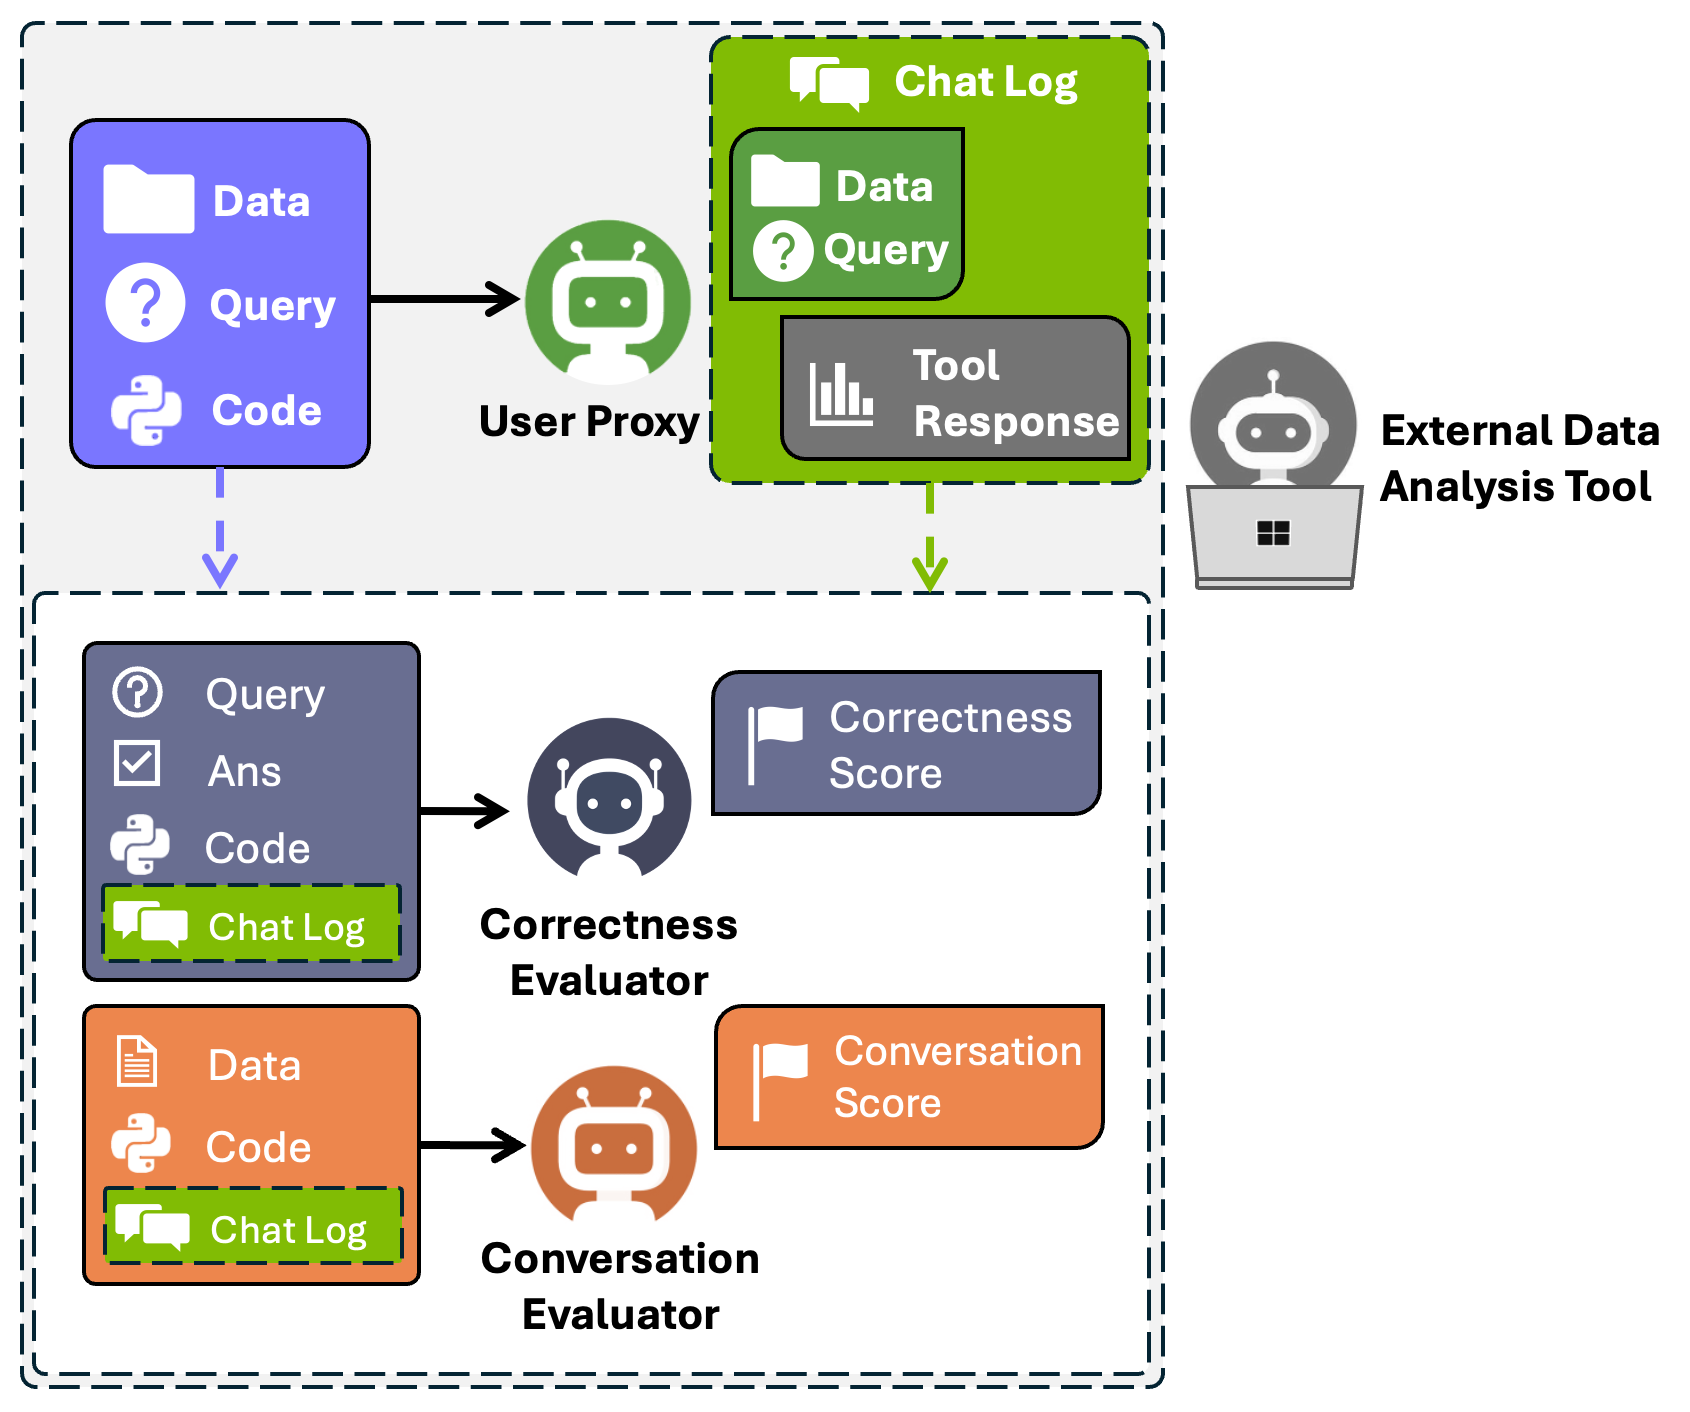 Data
Query
Code
User Proxy
Chat Log
Data
Query
Tool
Response
External Data
Analysis Tool
Query
Ans
Code
Chat Log
Correctness
Evaluator
Correctness
Score
Data
Code
Chat Log
Conversation
Evaluator
Conversation
Score